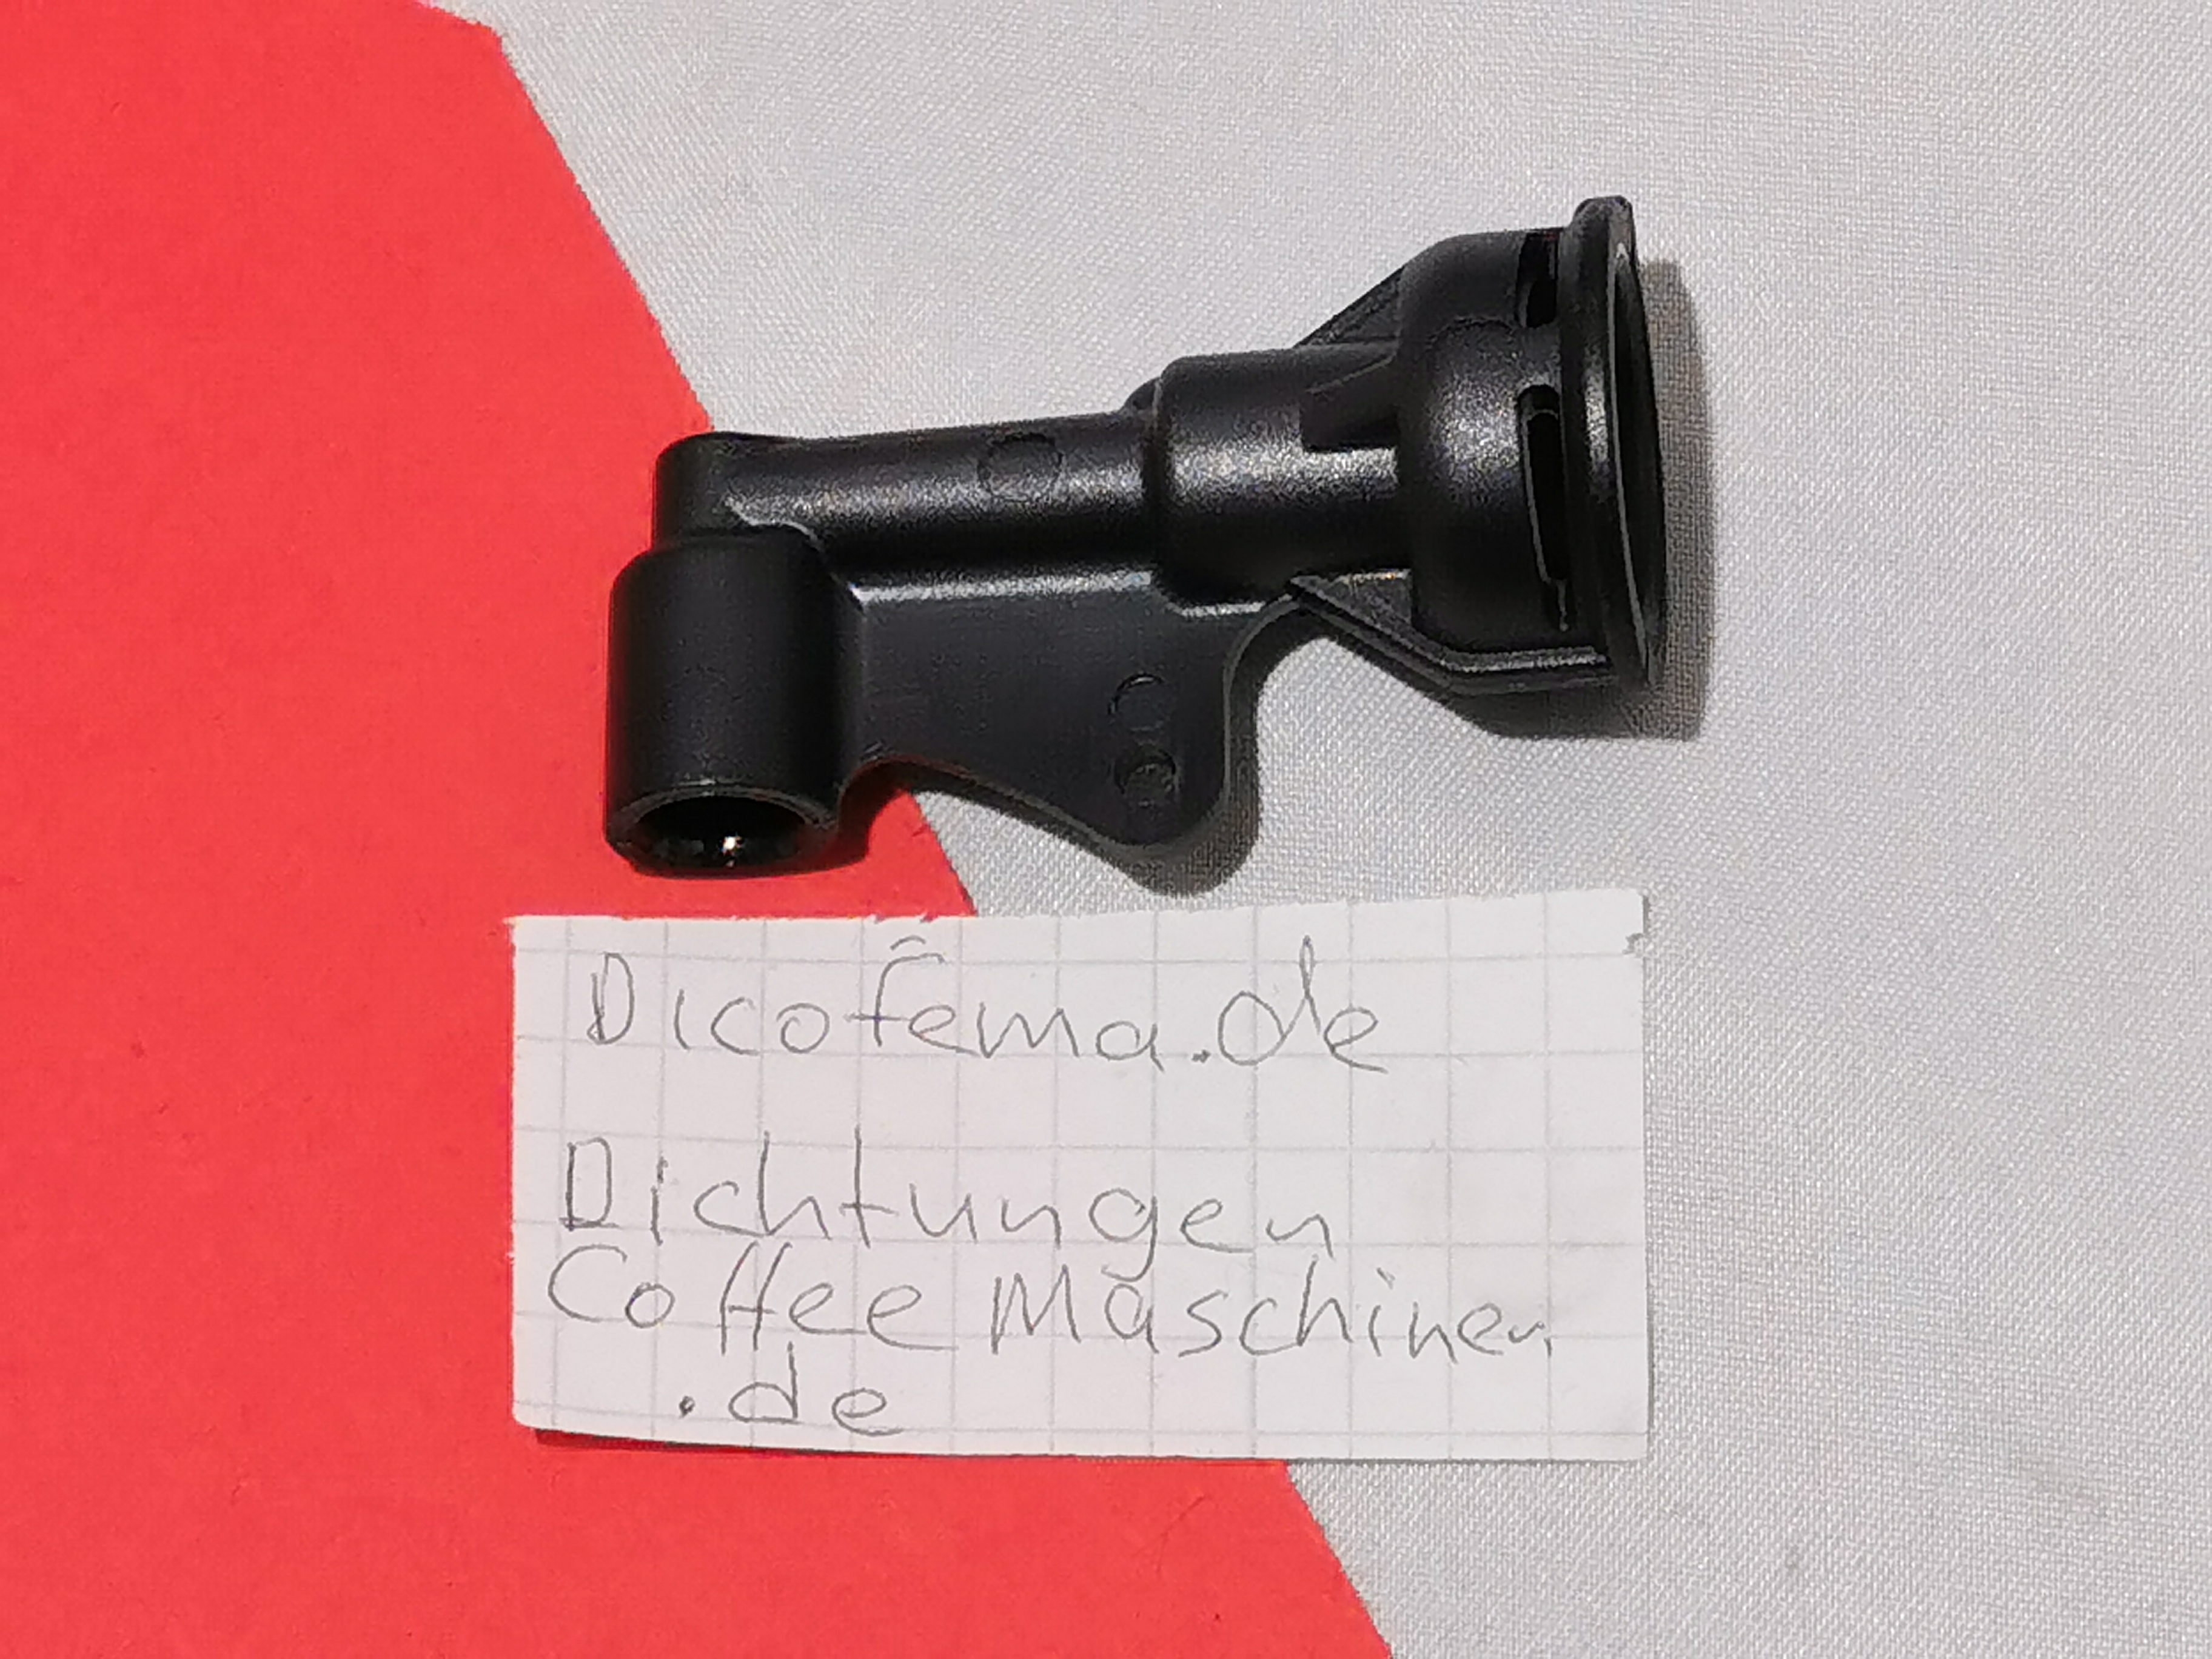 Dicofema.de
Dichtungen
Coffee Maschinen
.de